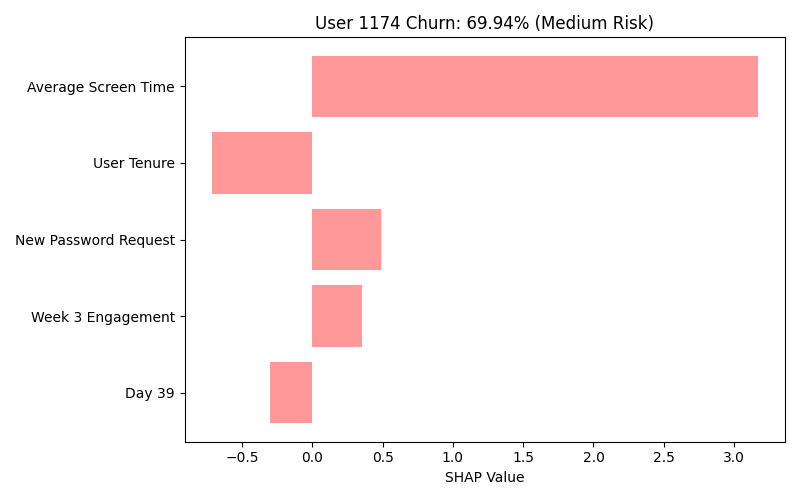 User 1174 Churn: 69.94% (Medium Risk)
Average Screen Time
User Tenure
New Password Request
Week 3 Engagement
Day 39
−0.5 0.0 0.5 1.0 1.5 2.0 2.5 3.0
SHAP Value